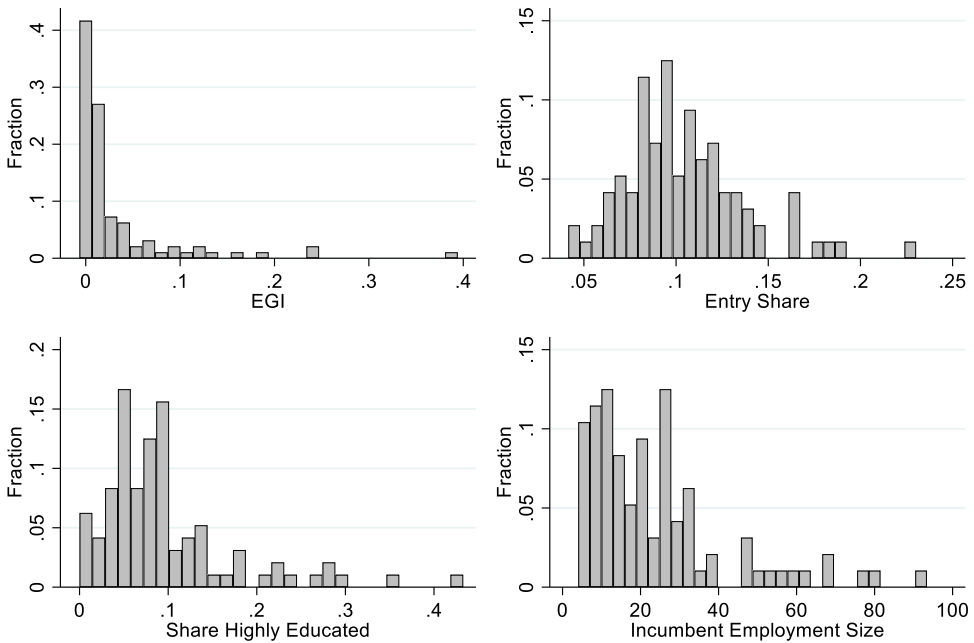 Fraction
.4
.3
.2
.1
0
0 .1 .2 .3 .4
EGI
Fraction
.15
.1
.05
0
.05 .1 .15 .2 .25
Entry Share
Fraction
.2
.15
.1
.05
0
0 .1 .2 .3 .4
Share Highly Educated
Fraction
.15
.1
.05
0
0 20 40 60 80 100
Incumbent Employment Size